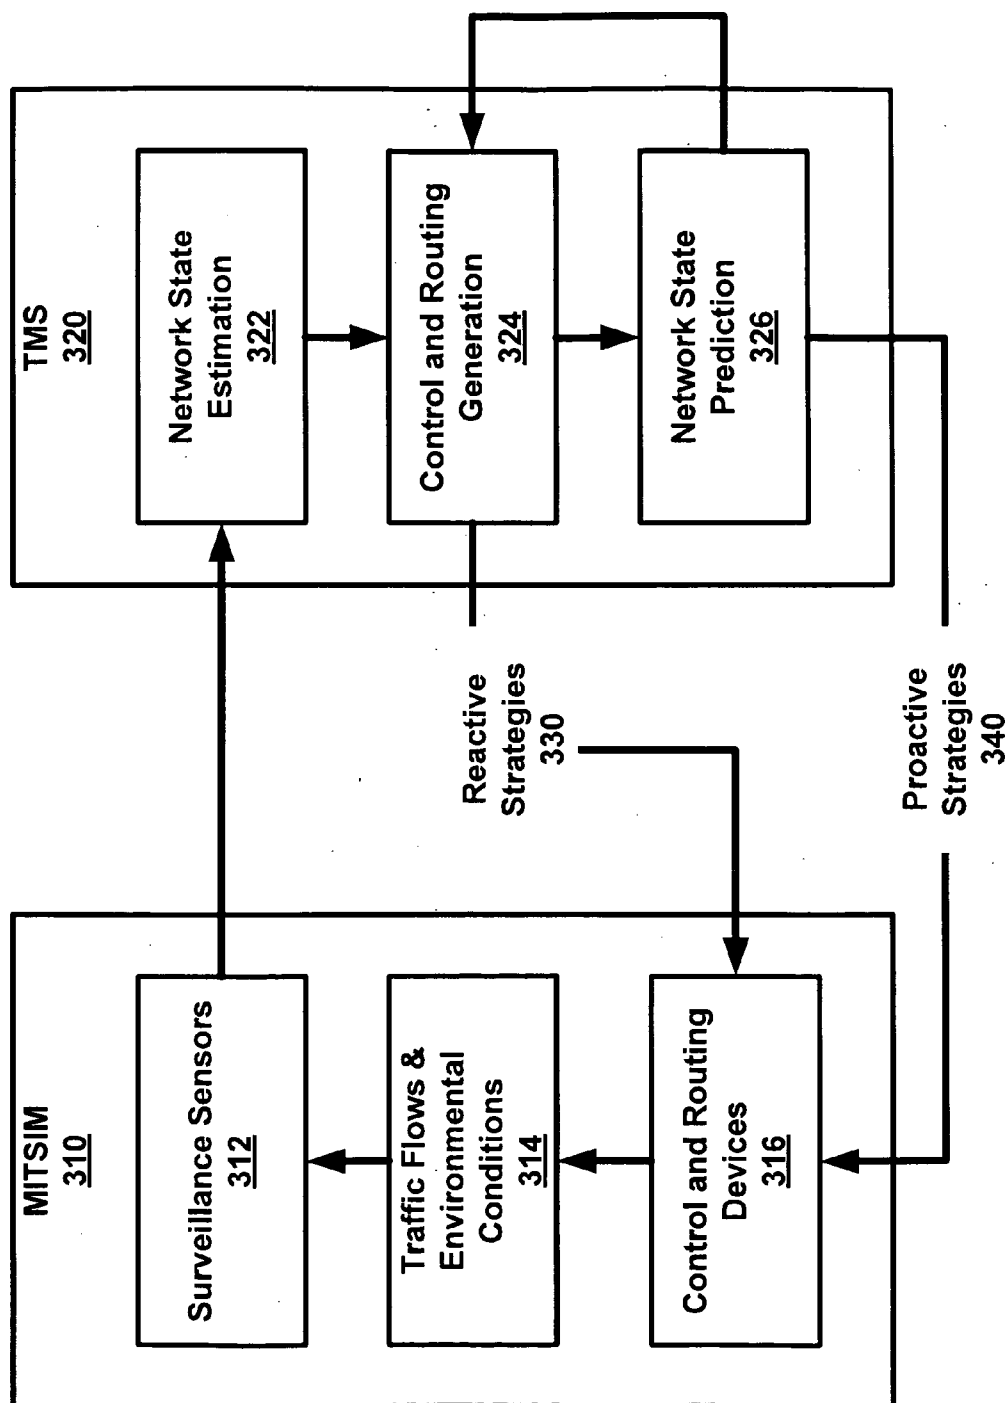 MITSIM
310
Surveillance Sensors
312
Traffic Flows &
Environmental
Conditions
314
Control and Routing
Devices
316
TMS
320
Network State
Estimation
322
Control and Routing
Generation
324
Network State
Prediction
326
Reactive
Strategies
330
Proactive
Strategies
340